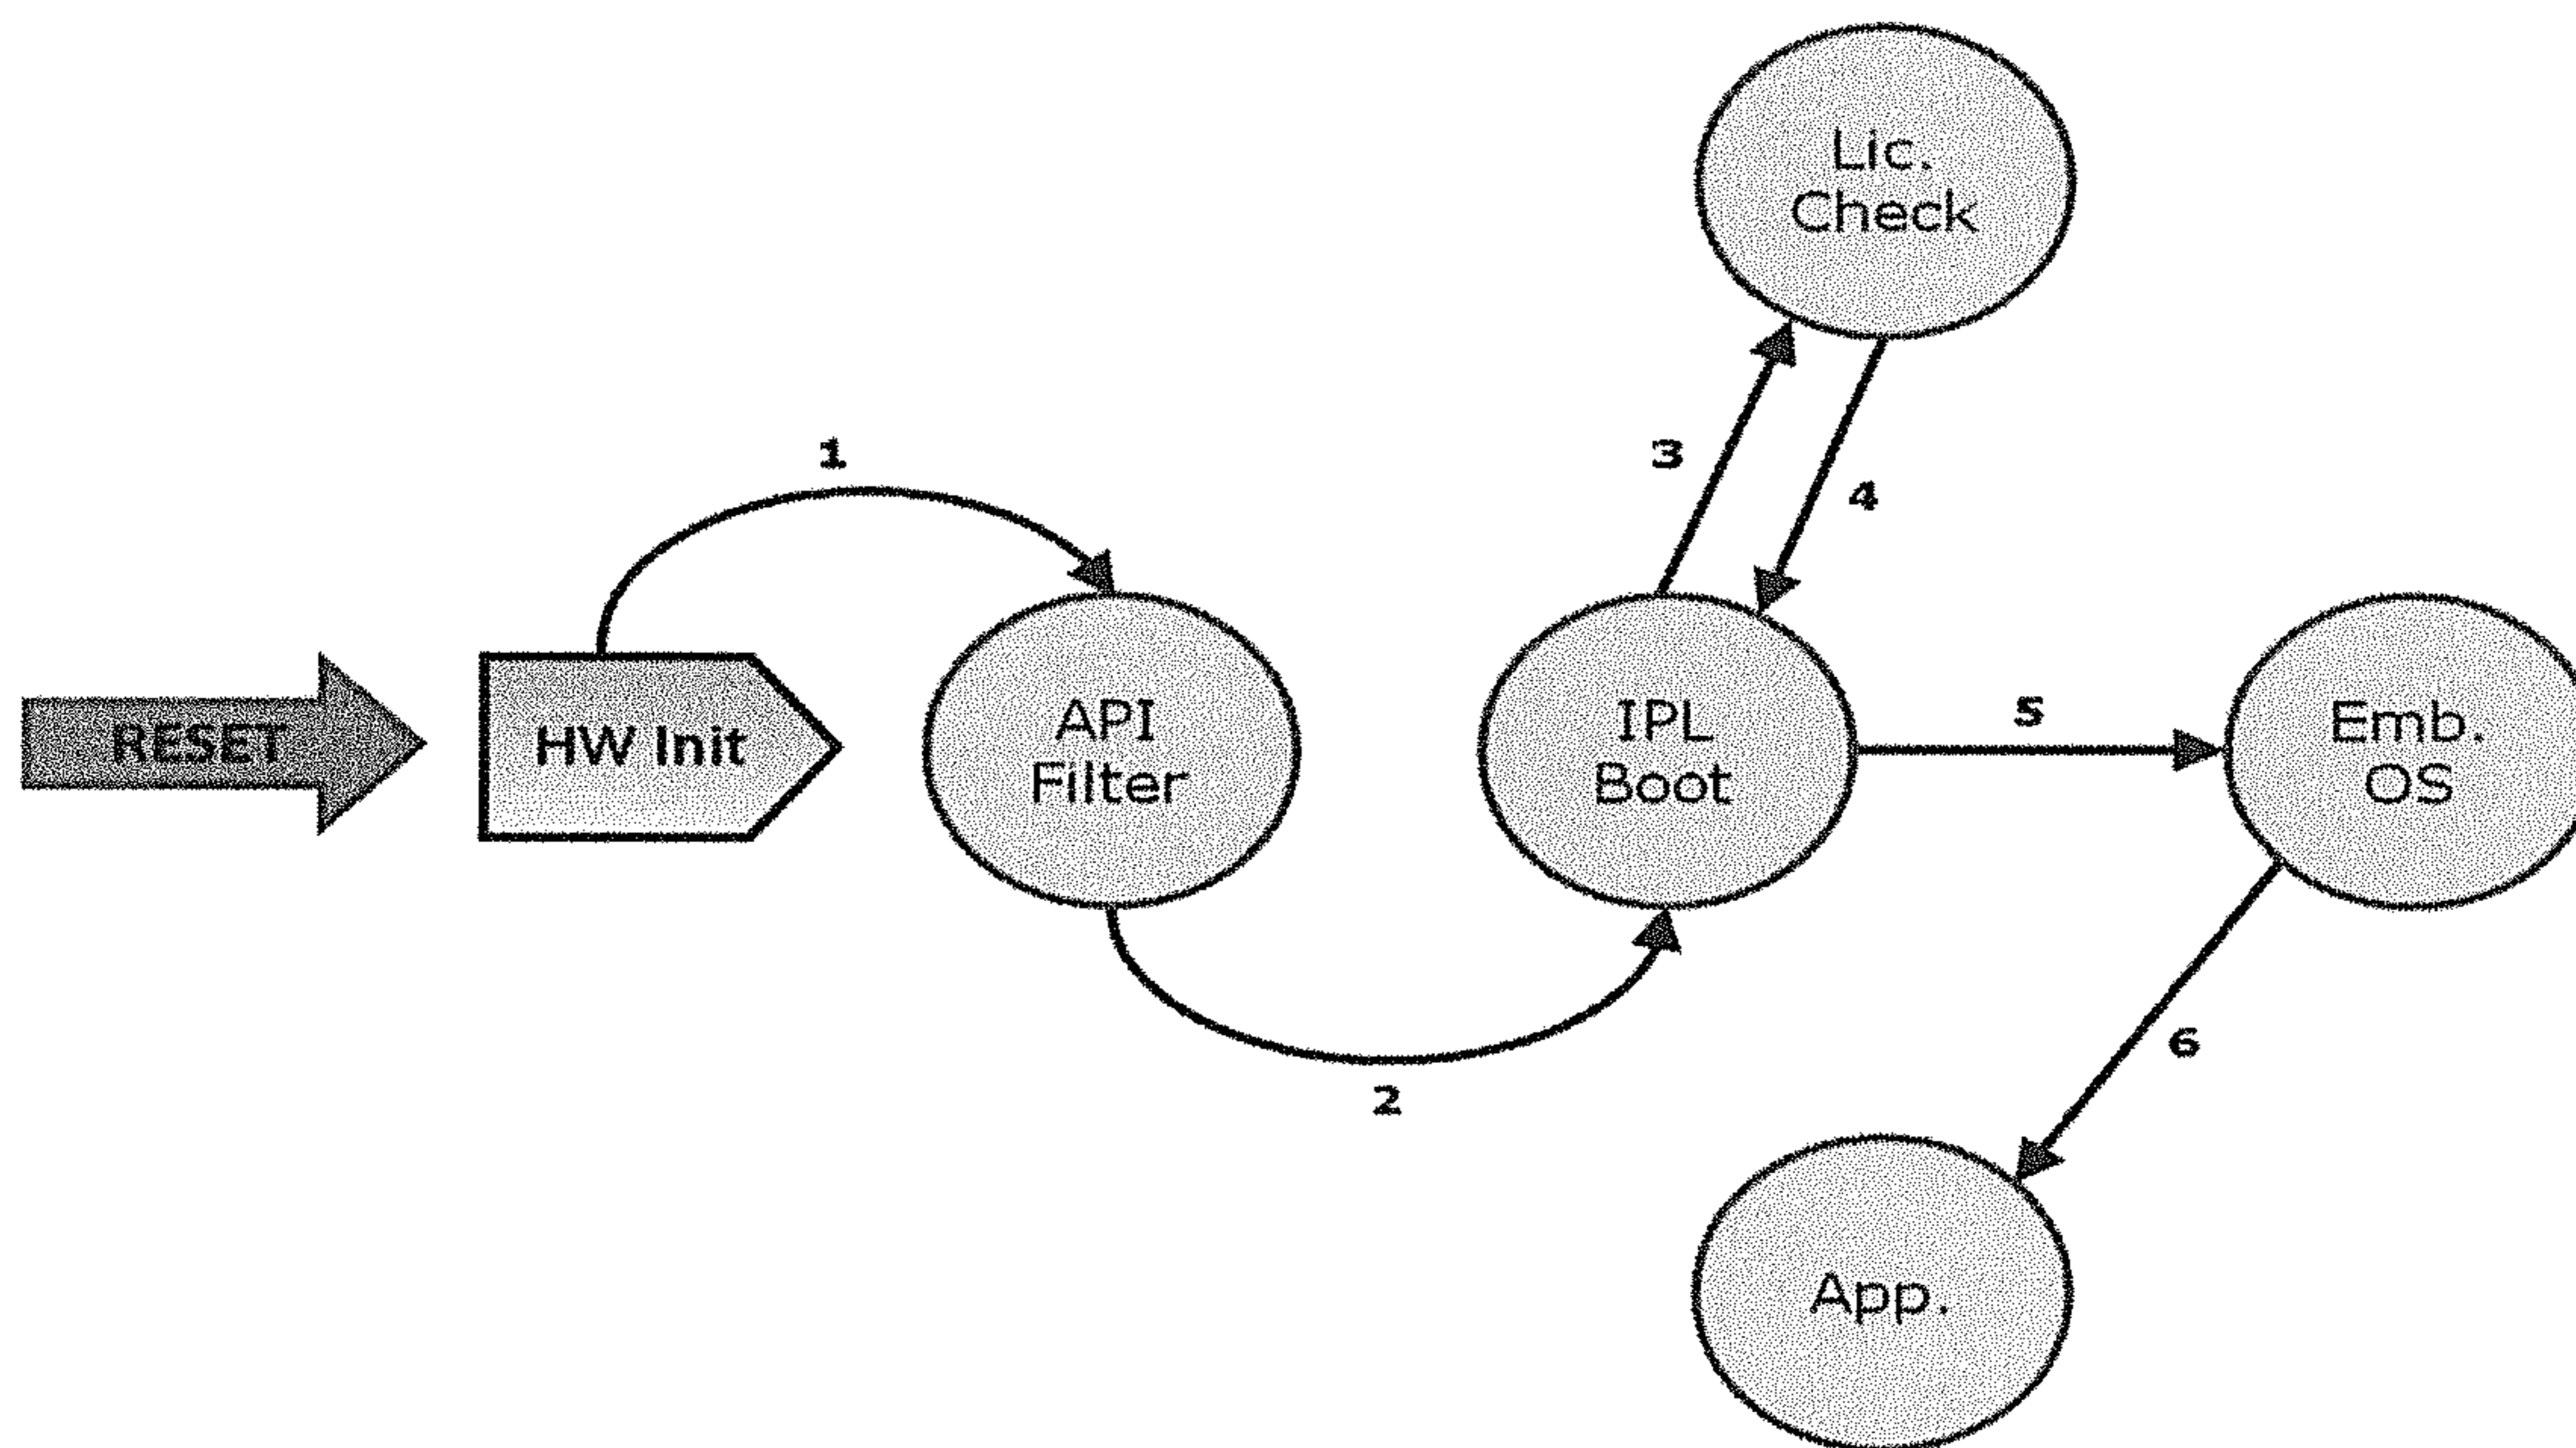 Lic.
Check
1
3
4
RESET
HW Init
API
Filter
IPL
Boot
5
Emb.
OS
2
6
App.